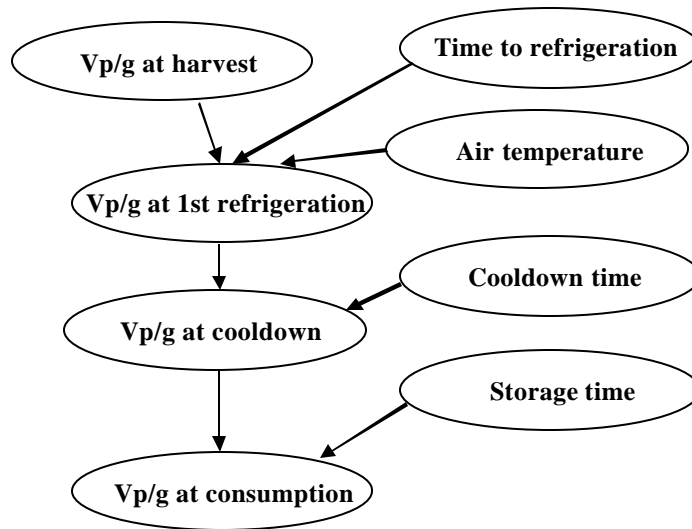 Vp/g at harvest
Time to refrigeration
Air temperature
Vp/g at 1st refrigeration
Cooldown time
Vp/g at cooldown
Storage time
Vp/g at consumption